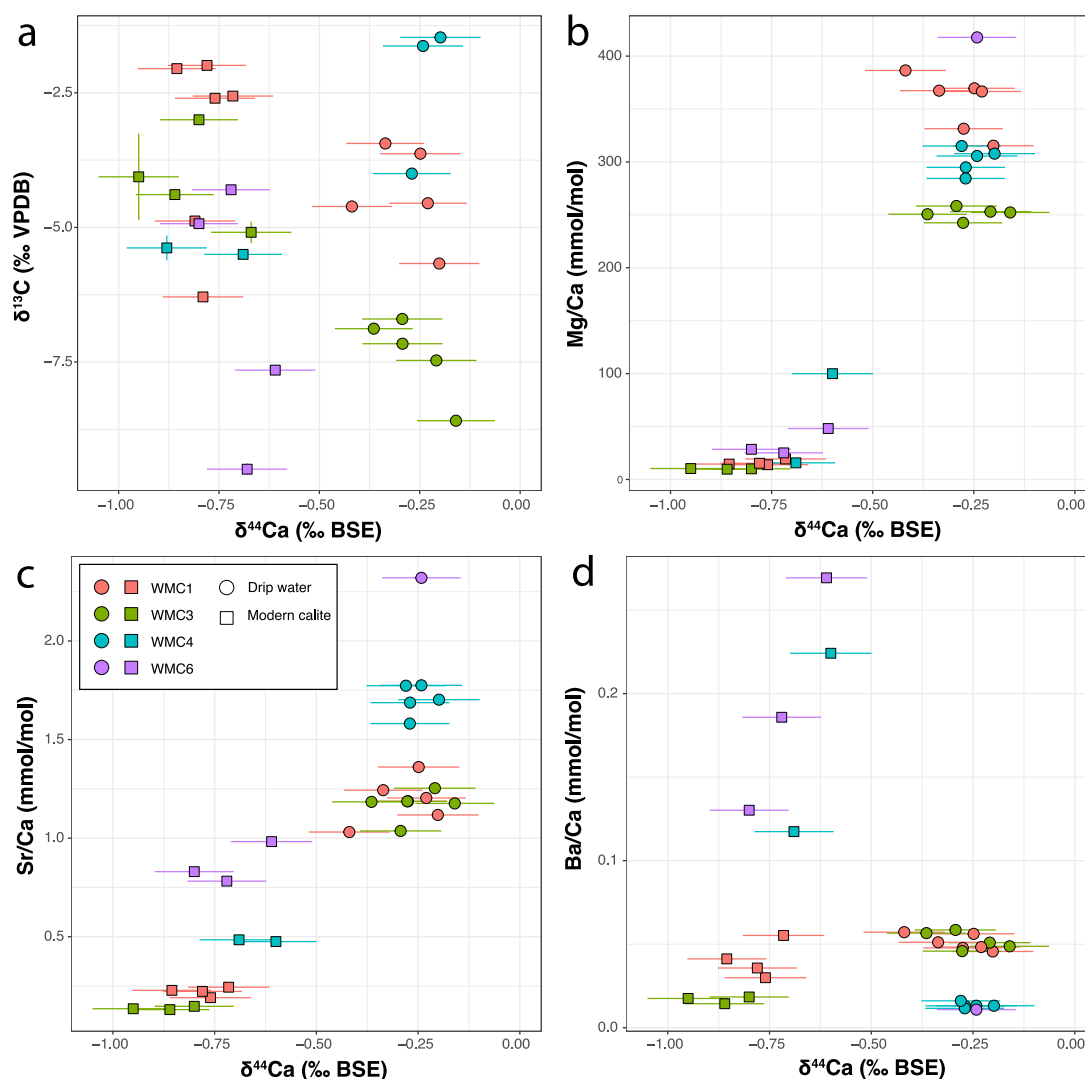 a
−2.5
−5.0
−7.5
δ¹³C (‰ VPDB)
−1.00
−0.75
−0.50
−0.25
0.00
δ⁴⁴Ca (‰ BSE)
b
400
300
200
100
0
Mg/Ca (mmol/mol)
−1.00
−0.75
−0.50
−0.25
0.00
δ⁴⁴Ca (‰ BSE)
c
WMC1
WMC3
WMC4
WMC6
Drip water
Modern calite
2.0
1.5
1.0
0.5
Sr/Ca (mmol/mol)
−1.00
−0.75
−0.50
−0.25
0.00
δ⁴⁴Ca (‰ BSE)
d
0.2
0.1
0.0
Ba/Ca (mmol/mol)
−1.00
−0.75
−0.50
−0.25
0.00
δ⁴⁴Ca (‰ BSE)